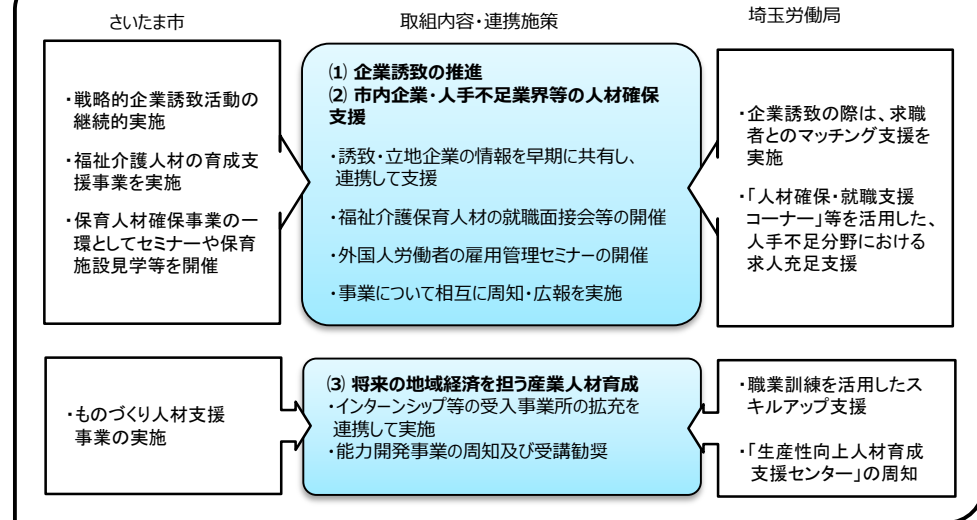 さいたま市
取組内容・連携施策
埼玉労働局
・戦略的企業誘致活動の
継続的実施
・福祉介護人材の育成支
援事業を実施
・保育人材確保事業の一
環としてセミナーや保育
施設見学等を開催
⑴ 企業誘致の推進
⑵ 市内企業・人手不足業界等の人材確保
支援
・誘致・立地企業の情報を早期に共有し、
連携して支援
・福祉介護保育人材の就職面接会等の開催
・外国人労働者の雇用管理セミナーの開催
・事業について相互に周知・広報を実施
・企業誘致の際は、求職
者とのマッチング支援を
実施
・「人材確保・就職支援
コーナー」等を活用した、
人手不足分野における
求人充足支援
・ものづくり人材支援
事業の実施
⑶ 将来の地域経済を担う産業人材育成
・インターンシップ等の受入事業所の拡充を
連携して実施
・能力開発事業の周知及び受講勧奨
・職業訓練を活用したス
キルアップ支援
・「生産性向上人材育成
支援センター」の周知